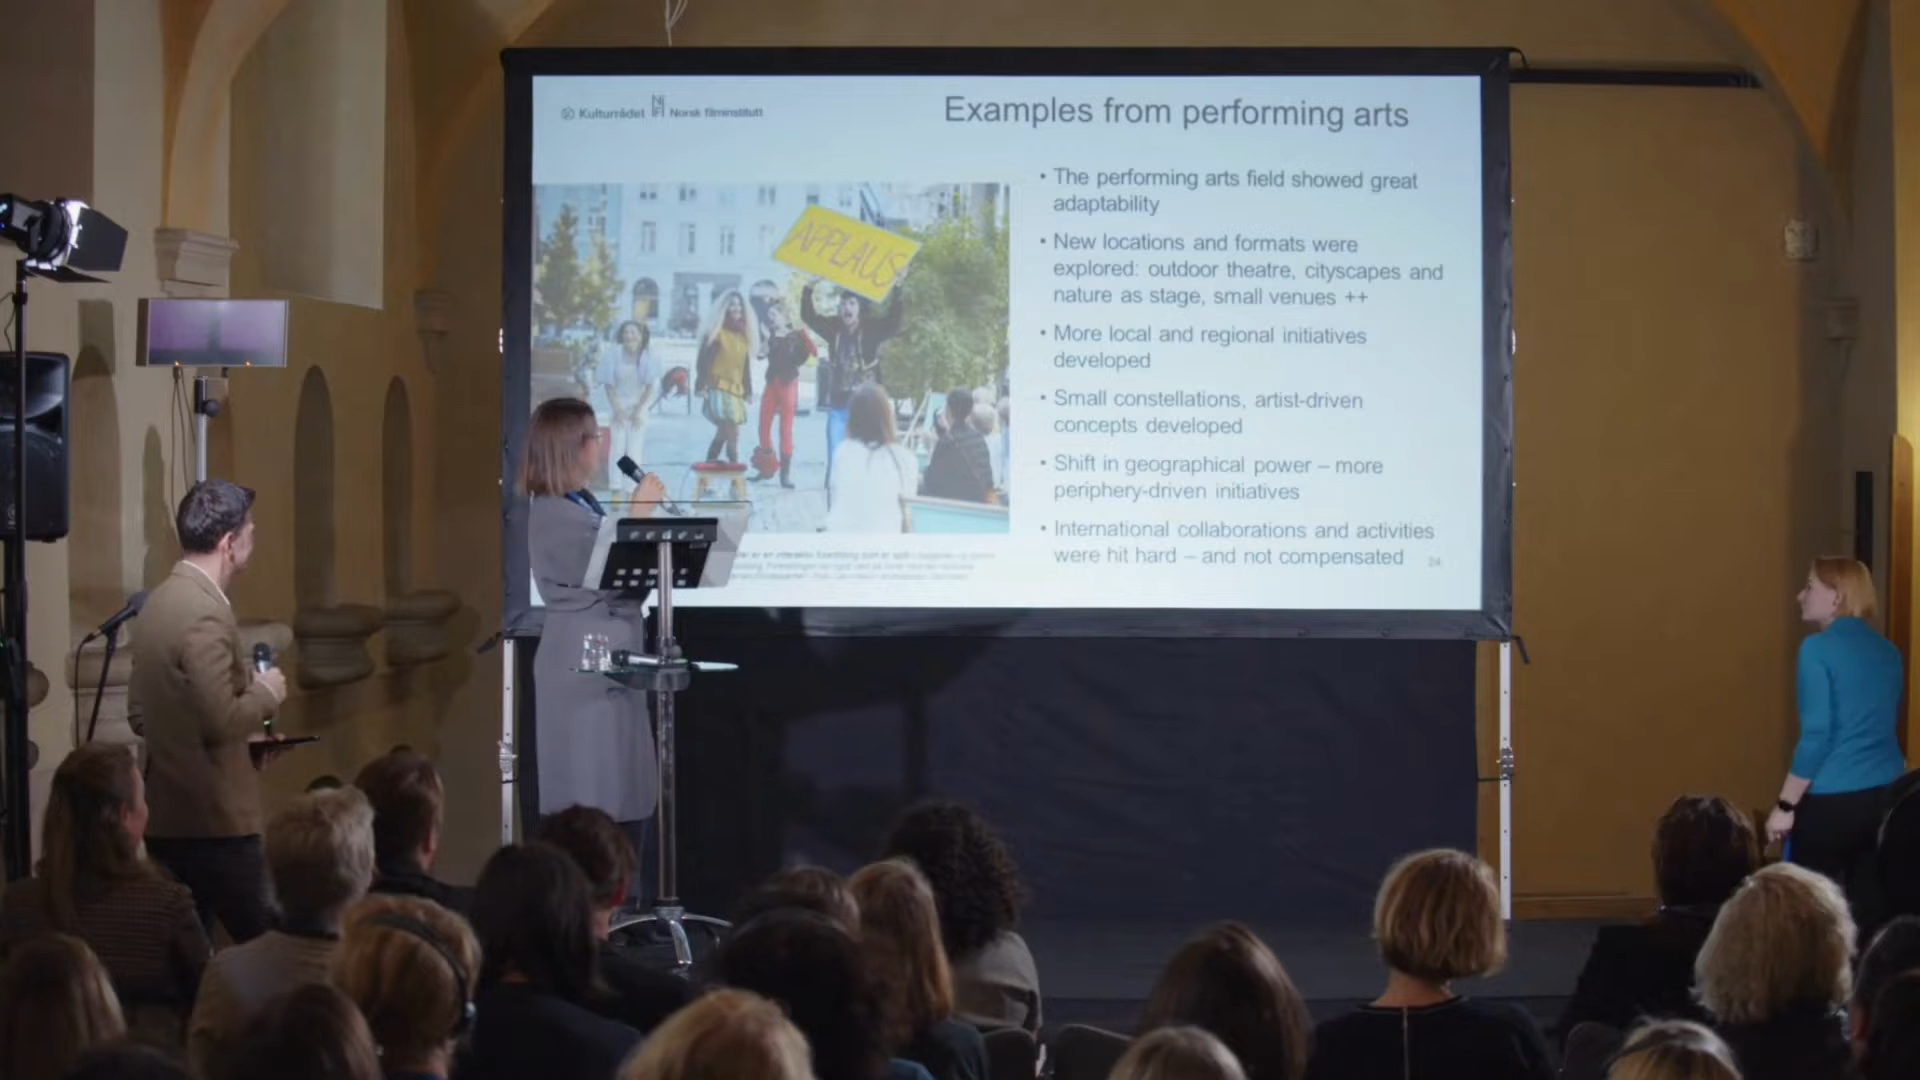 Kulturrådet NFI Norsk filminstitutt
Examples from performing arts
APPLAUS
• The performing arts field showed great
adaptability
• New locations and formats were
explored: outdoor theatre, cityscapes and
nature as stage, small venues ++
• More local and regional initiatives
developed
• Small constellations, artist-driven
concepts developed
• Shift in geographical power – more
periphery-driven initiatives
• International collaborations and activities
were hit hard – and not compensated
24